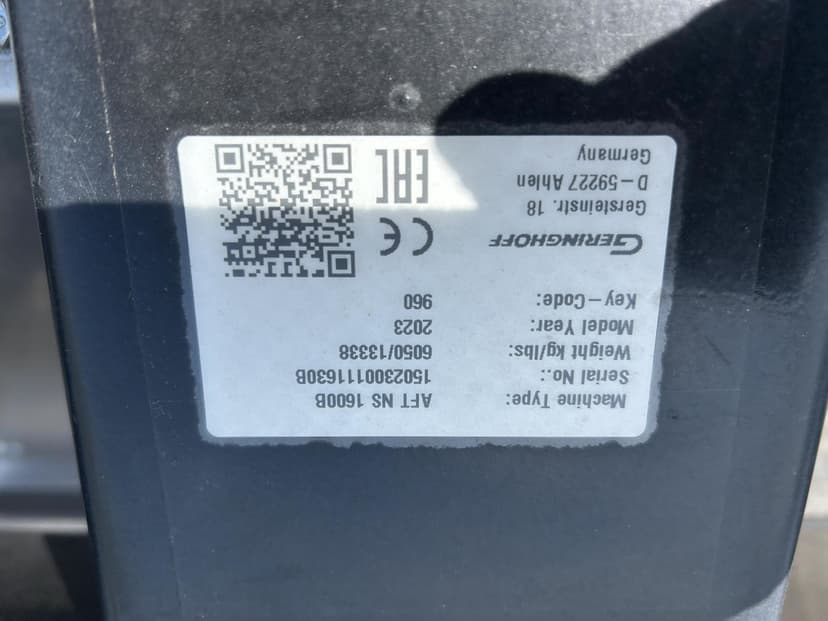 Machine Type: AFT NS 1600B
Serial No.: 1502300111630B
Weight kg/lbs: 6050/13338
Model Year: 2023
Key-Code: 960
GERINGHOFF CE
Gersteinstr. 18
D-59227 Ahlen EAC
Germany